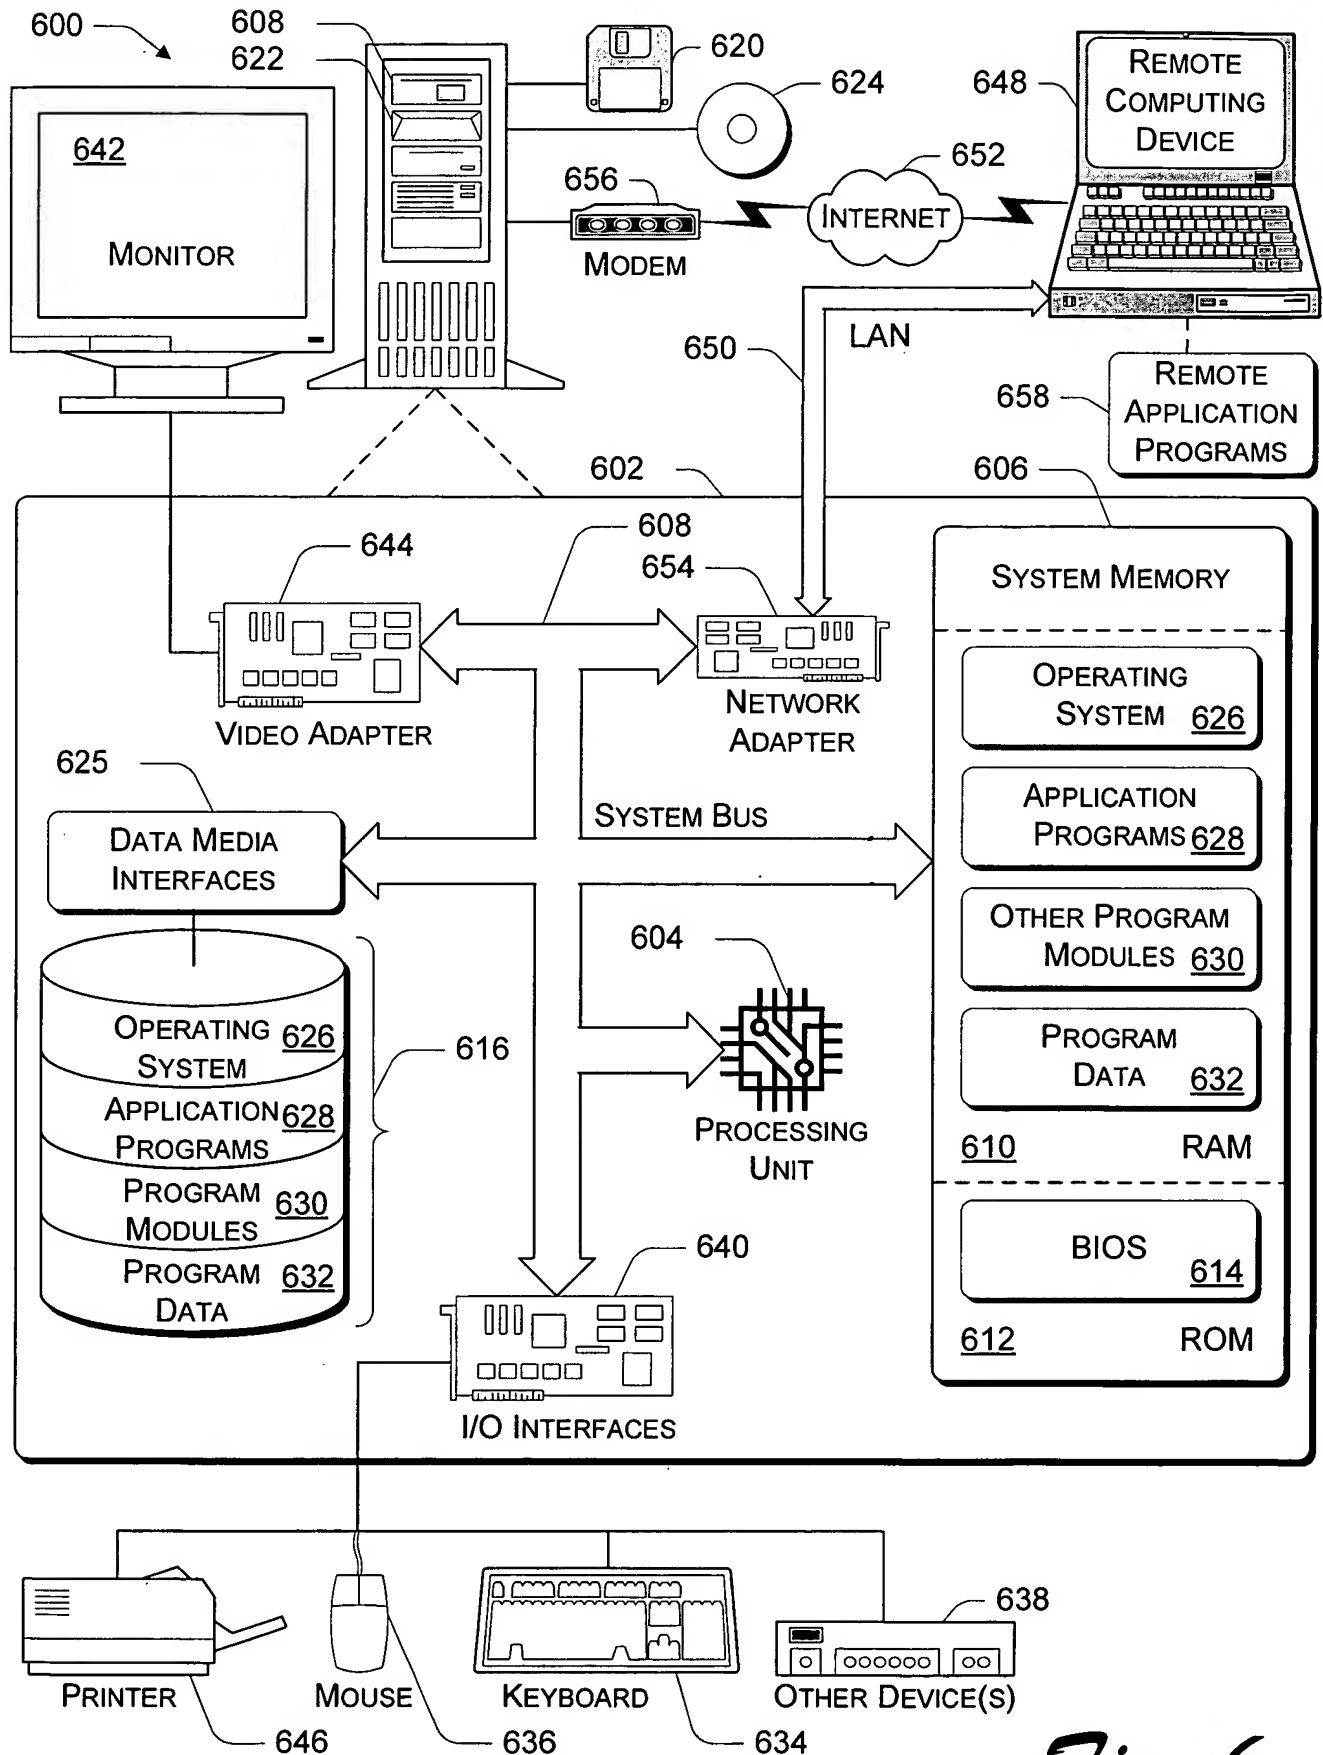 600
608
622
620
624
648
REMOTE
COMPUTING
DEVICE
642
MONITOR
656
MODEM
652
INTERNET
650
LAN
658
REMOTE
APPLICATION
PROGRAMS
602
606
644
608
654
VIDEO ADAPTER
NETWORK
ADAPTER
SYSTEM MEMORY
OPERATING
SYSTEM 626
APPLICATION
PROGRAMS 628
OTHER PROGRAM
MODULES 630
PROGRAM
DATA 632
610 RAM
BIOS
614
612 ROM
625
DATA MEDIA
INTERFACES
SYSTEM BUS
604
PROCESSING
UNIT
OPERATING 626
SYSTEM
APPLICATION 628
PROGRAMS
PROGRAM 630
MODULES
PROGRAM 632
DATA
616
640
I/O INTERFACES
PRINTER
646
MOUSE
636
KEYBOARD
634
638
OTHER DEVICE(S)